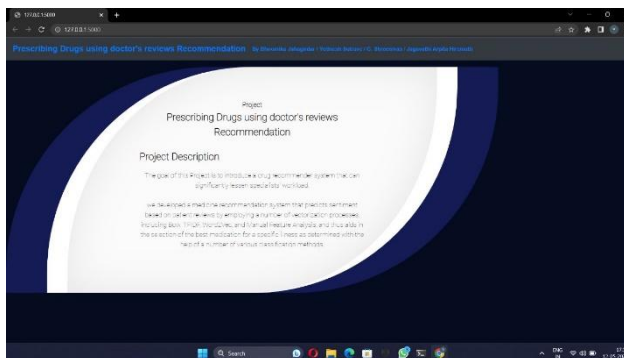 127.0.0.1:5000
127.0.0.1:5000
Prescribing Drugs using doctor's reviews Recommendation
Project
Prescribing Drugs using doctor's reviews
Recommendation
Project Description
The goal of this Project is to introduce a drug recommender system that can
significantly lessen specialists' workload.
we developed a medicine recommendation system that predicts sentiment
based on patient reviews by employing a number of vectorization processes,
including Bow, TFIDF, Word2Vec, and Manual Feature Analysis, and thus aids in
the selection of the best medication for a specific illness as determined with the
help of a number of various classification methods.
Search
ENG
IN